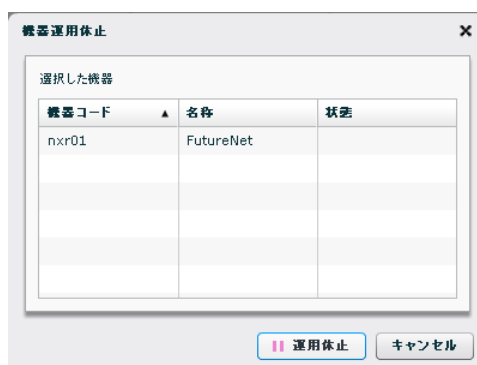 機器運用休止
選択した機器
機器コード ▲ 名称 状態
nxr01 FutureNet
運用休止 キャンセル